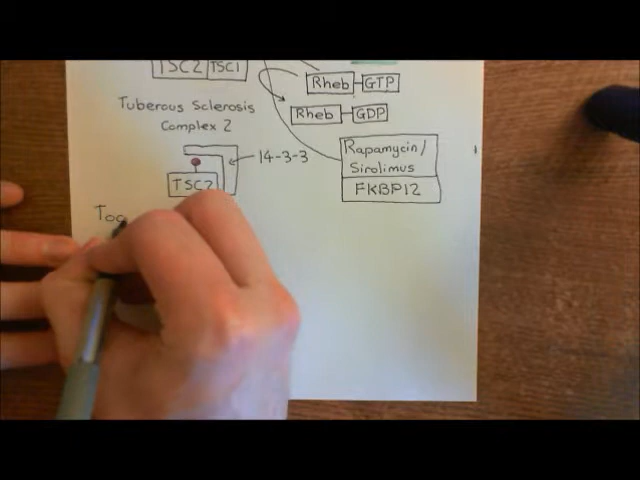 TSC2 TSC1
Rheb GTP
Tuberous Sclerosis
Complex 2
Rheb GDP
14-3-3
Rapamycin/
Sirolimus
TSC2
FKBP12